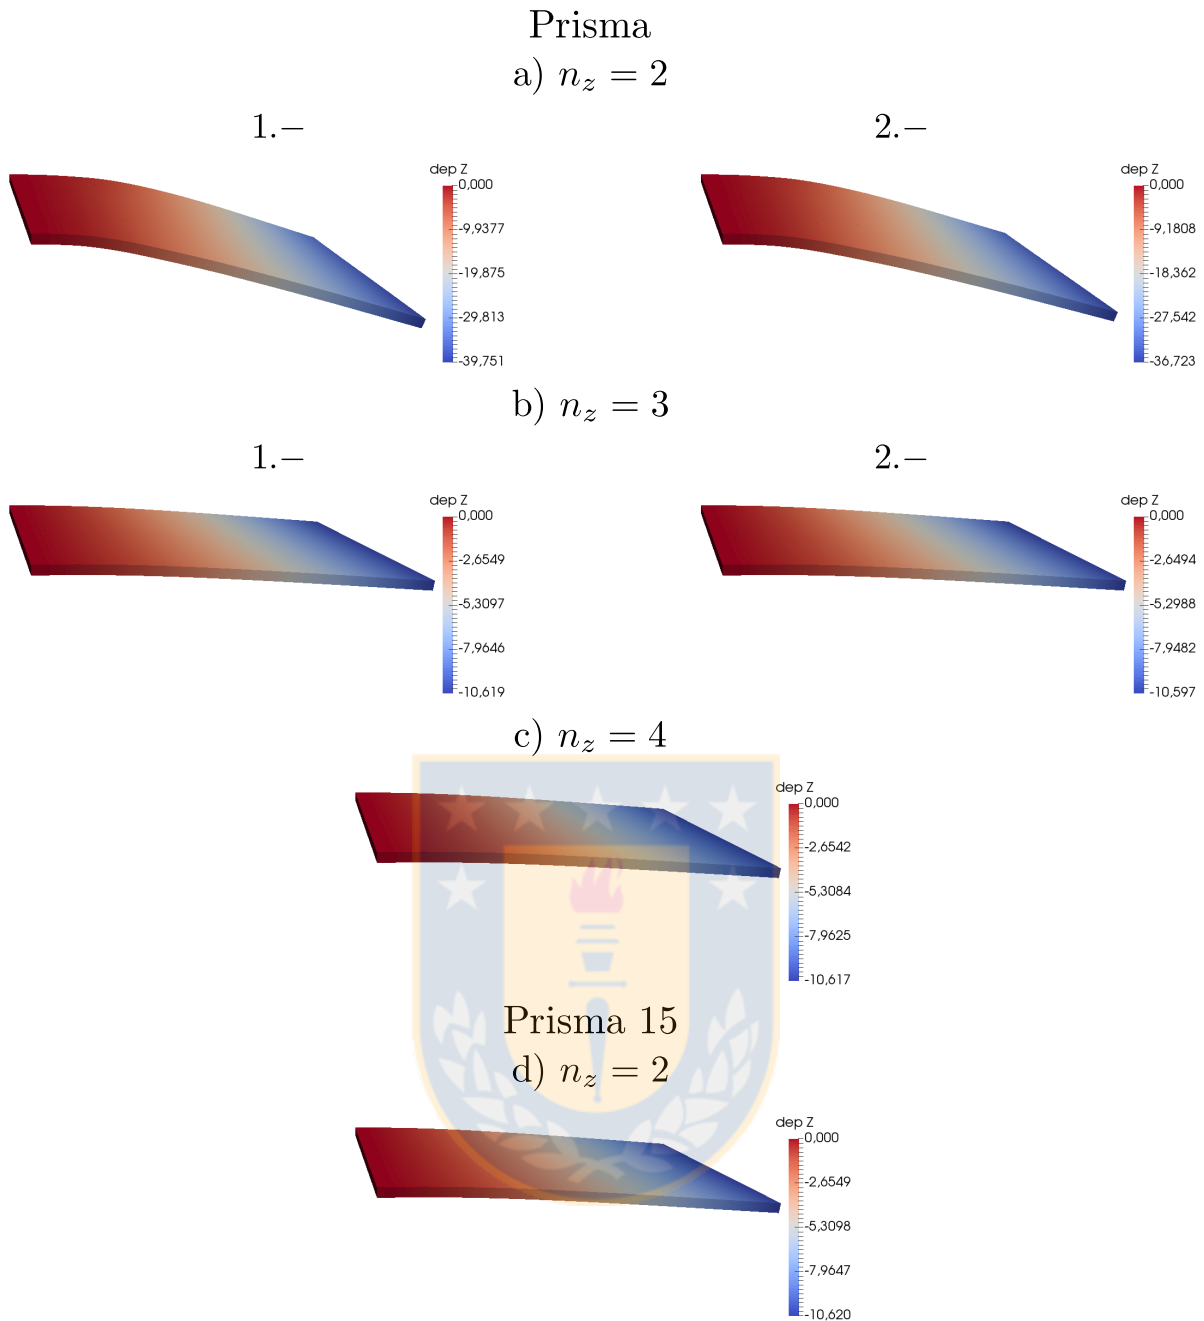 Prisma
a) n_z = 2
1.–
2.–
dep Z
0,000
-9,9377
-19,875
-29,813
-39,751
dep Z
0,000
-9,1808
-18,362
-27,542
-36,723
b) n_z = 3
1.–
2.–
dep Z
0,000
-2,6549
-5,3097
-7,9646
-10,619
dep Z
0,000
-2,6494
-5,2988
-7,9482
-10,597
c) n_z = 4
dep Z
0,000
-2,6542
-5,3084
-7,9625
-10,617
Prisma 15
d) n_z = 2
dep Z
0,000
-2,6549
-5,3098
-7,9647
-10,620